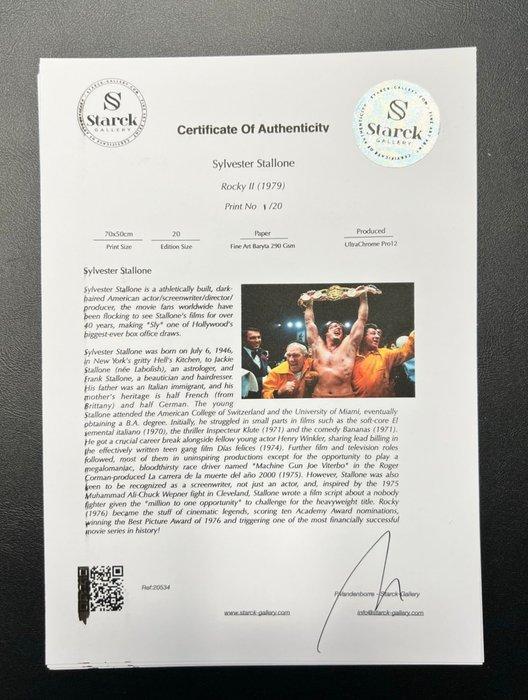 STARCK-GALLERY.COM
S
Starck
GALLERY
Certificate Of Authenticity
STARCK-GALLERY.COM
CERTIFICATE OF AUTHENTICITY
S
Starck
GALLERY
Sylvester Stallone
Rocky II (1979)
Print No 1 /20
70x50cm
Print Size
20
Edition Size
Paper
Fine Art Baryta 290 Gsm
Produced
UltraChrome Pro12
Sylvester Stallone
Sylvester Stallone is a athletically built, dark-
haired American actor/screenwriter/director/
producer, the movie fans worldwide have
been flocking to see Stallone's films for over
40 years, making "Sly" one of Hollywood's
biggest-ever box office draws.
Sylvester Stallone was born on July 6, 1946,
in New York's gritty Hell's Kitchen, to Jackie
Stallone (née Labofish), an astrologer, and
Frank Stallone, a beautician and hairdresser.
His father was an Italian immigrant, and his
mother's heritage is half French (from
Brittany) and half German. The young
Stallone attended the American College of Switzerland and the University of Miami, eventually
obtaining a B.A. degree. Initially, he struggled in small parts in films such as the soft-core El
semental italiano (1970), the thriller Inspecteur Klute (1971) and the comedy Bananas (1971).
He got a crucial career break alongside fellow young actor Henry Winkler, sharing lead billing in
the effectively written teen gang film Días felices (1974). Further film and television roles
followed, most of them in uninspiring productions except for the opportunity to play a
megalomaniac, bloodthirsty race driver named "Machine Gun Joe Viterbo" in the Roger
Corman-produced La carrera de la muerte del año 2000 (1975). However, Stallone was also
keen to be recognized as a screenwriter, not just an actor, and, inspired by the 1975
Muhammad Ali-Chuck Wepner fight in Cleveland, Stallone wrote a film script about a nobody
fighter given the "million to one opportunity" to challenge for the heavyweight title. Rocky
(1976) became the stuff of cinematic legends, scoring ten Academy Award nominations,
winning the Best Picture Award of 1976 and triggering one of the most financially successful
movie series in history!
Ref:20534
www.starck-gallery.com
P.Vandenborre - Starck Gallery
info@starck-gallery.com